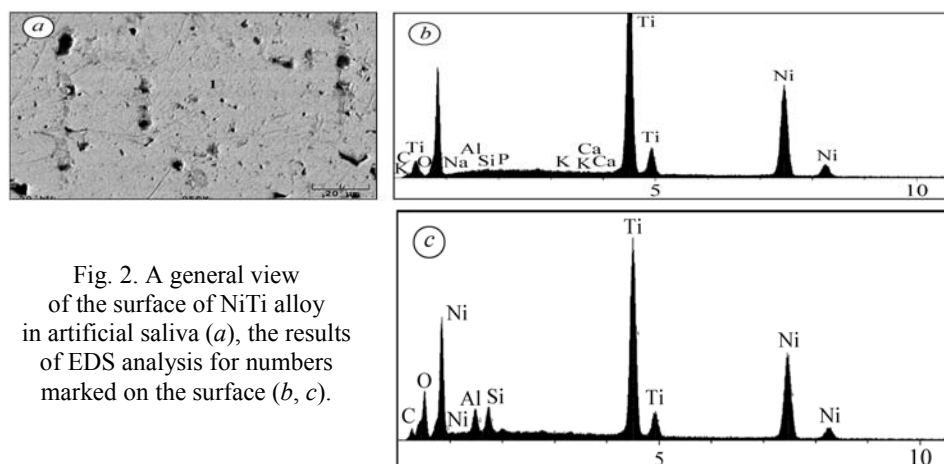 a
1
20 μm
b
Ti
Ni
Ti
Ti
C
K
O
Na
Al
Si
P
K
Ca
K
Ca
Ni
5
10
c
Ti
Ni
Ni
O
Al
Si
Ti
C
Ni
Ni
5
10
Fig. 2. A general view
of the surface of NiTi alloy
in artificial saliva (a), the results
of EDS analysis for numbers
marked on the surface (b, c).